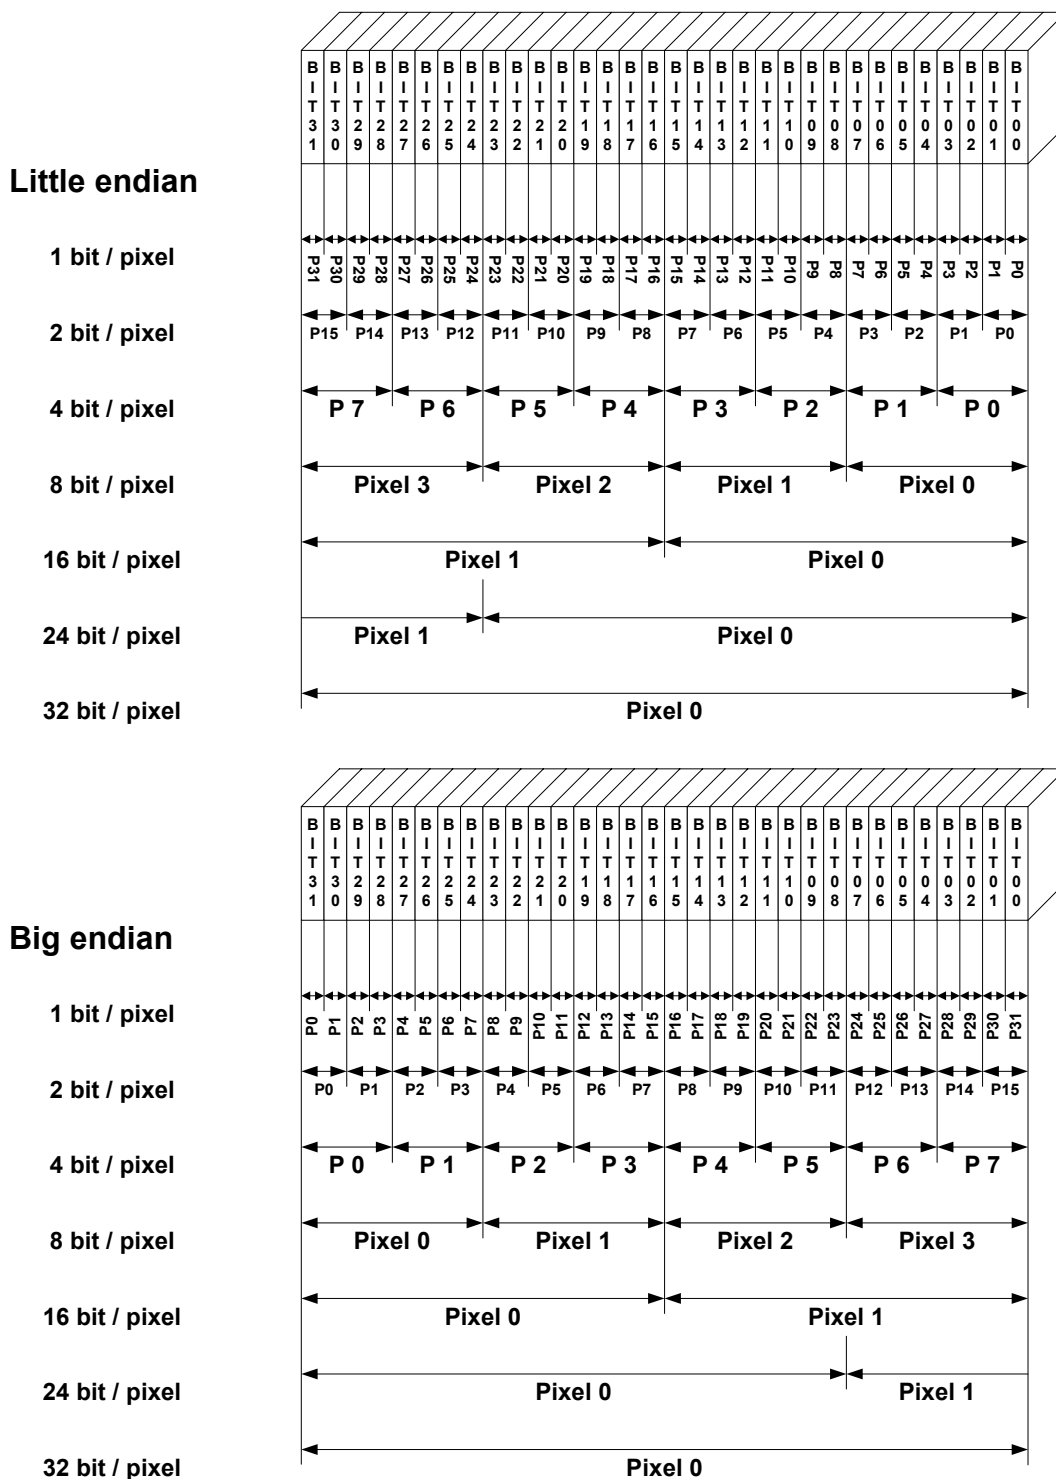 BIT31 BIT30 BIT29 BIT28 BIT27 BIT26 BIT25 BIT24 BIT23 BIT22 BIT21 BIT20 BIT19 BIT18 BIT17 BIT16 BIT15 BIT14 BIT13 BIT12 BIT11 BIT10 BIT09 BIT08 BIT07 BIT06 BIT05 BIT04 BIT03 BIT02 BIT01 BIT00
Little endian
1 bit / pixel P31 P30 P29 P28 P27 P26 P25 P24 P23 P22 P21 P20 P19 P18 P17 P16 P15 P14 P13 P12 P11 P10 P9 P8 P7 P6 P5 P4 P3 P2 P1 P0
2 bit / pixel P15 P14 P13 P12 P11 P10 P9 P8 P7 P6 P5 P4 P3 P2 P1 P0
4 bit / pixel P 7 P 6 P 5 P 4 P 3 P 2 P 1 P 0
8 bit / pixel Pixel 3 Pixel 2 Pixel 1 Pixel 0
16 bit / pixel Pixel 1 Pixel 0
24 bit / pixel Pixel 1 Pixel 0
32 bit / pixel Pixel 0
BIT31 BIT30 BIT29 BIT28 BIT27 BIT26 BIT25 BIT24 BIT23 BIT22 BIT21 BIT20 BIT19 BIT18 BIT17 BIT16 BIT15 BIT14 BIT13 BIT12 BIT11 BIT10 BIT09 BIT08 BIT07 BIT06 BIT05 BIT04 BIT03 BIT02 BIT01 BIT00
Big endian
1 bit / pixel P0 P1 P2 P3 P4 P5 P6 P7 P8 P9 P10 P11 P12 P13 P14 P15 P16 P17 P18 P19 P20 P21 P22 P23 P24 P25 P26 P27 P28 P29 P30 P31
2 bit / pixel P0 P1 P2 P3 P4 P5 P6 P7 P8 P9 P10 P11 P12 P13 P14 P15
4 bit / pixel P 0 P 1 P 2 P 3 P 4 P 5 P 6 P 7
8 bit / pixel Pixel 0 Pixel 1 Pixel 2 Pixel 3
16 bit / pixel Pixel 0 Pixel 1
24 bit / pixel Pixel 0 Pixel 1
32 bit / pixel Pixel 0